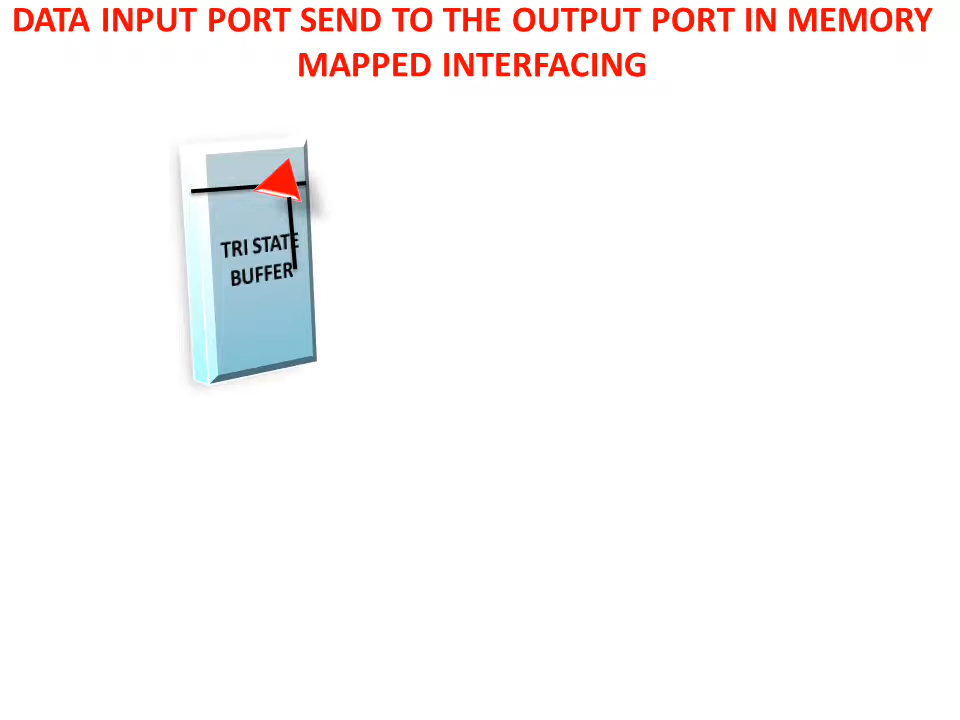 DATA INPUT PORT SEND TO THE OUTPUT PORT IN MEMORY
MAPPED INTERFACING
TRI STATE
BUFFER